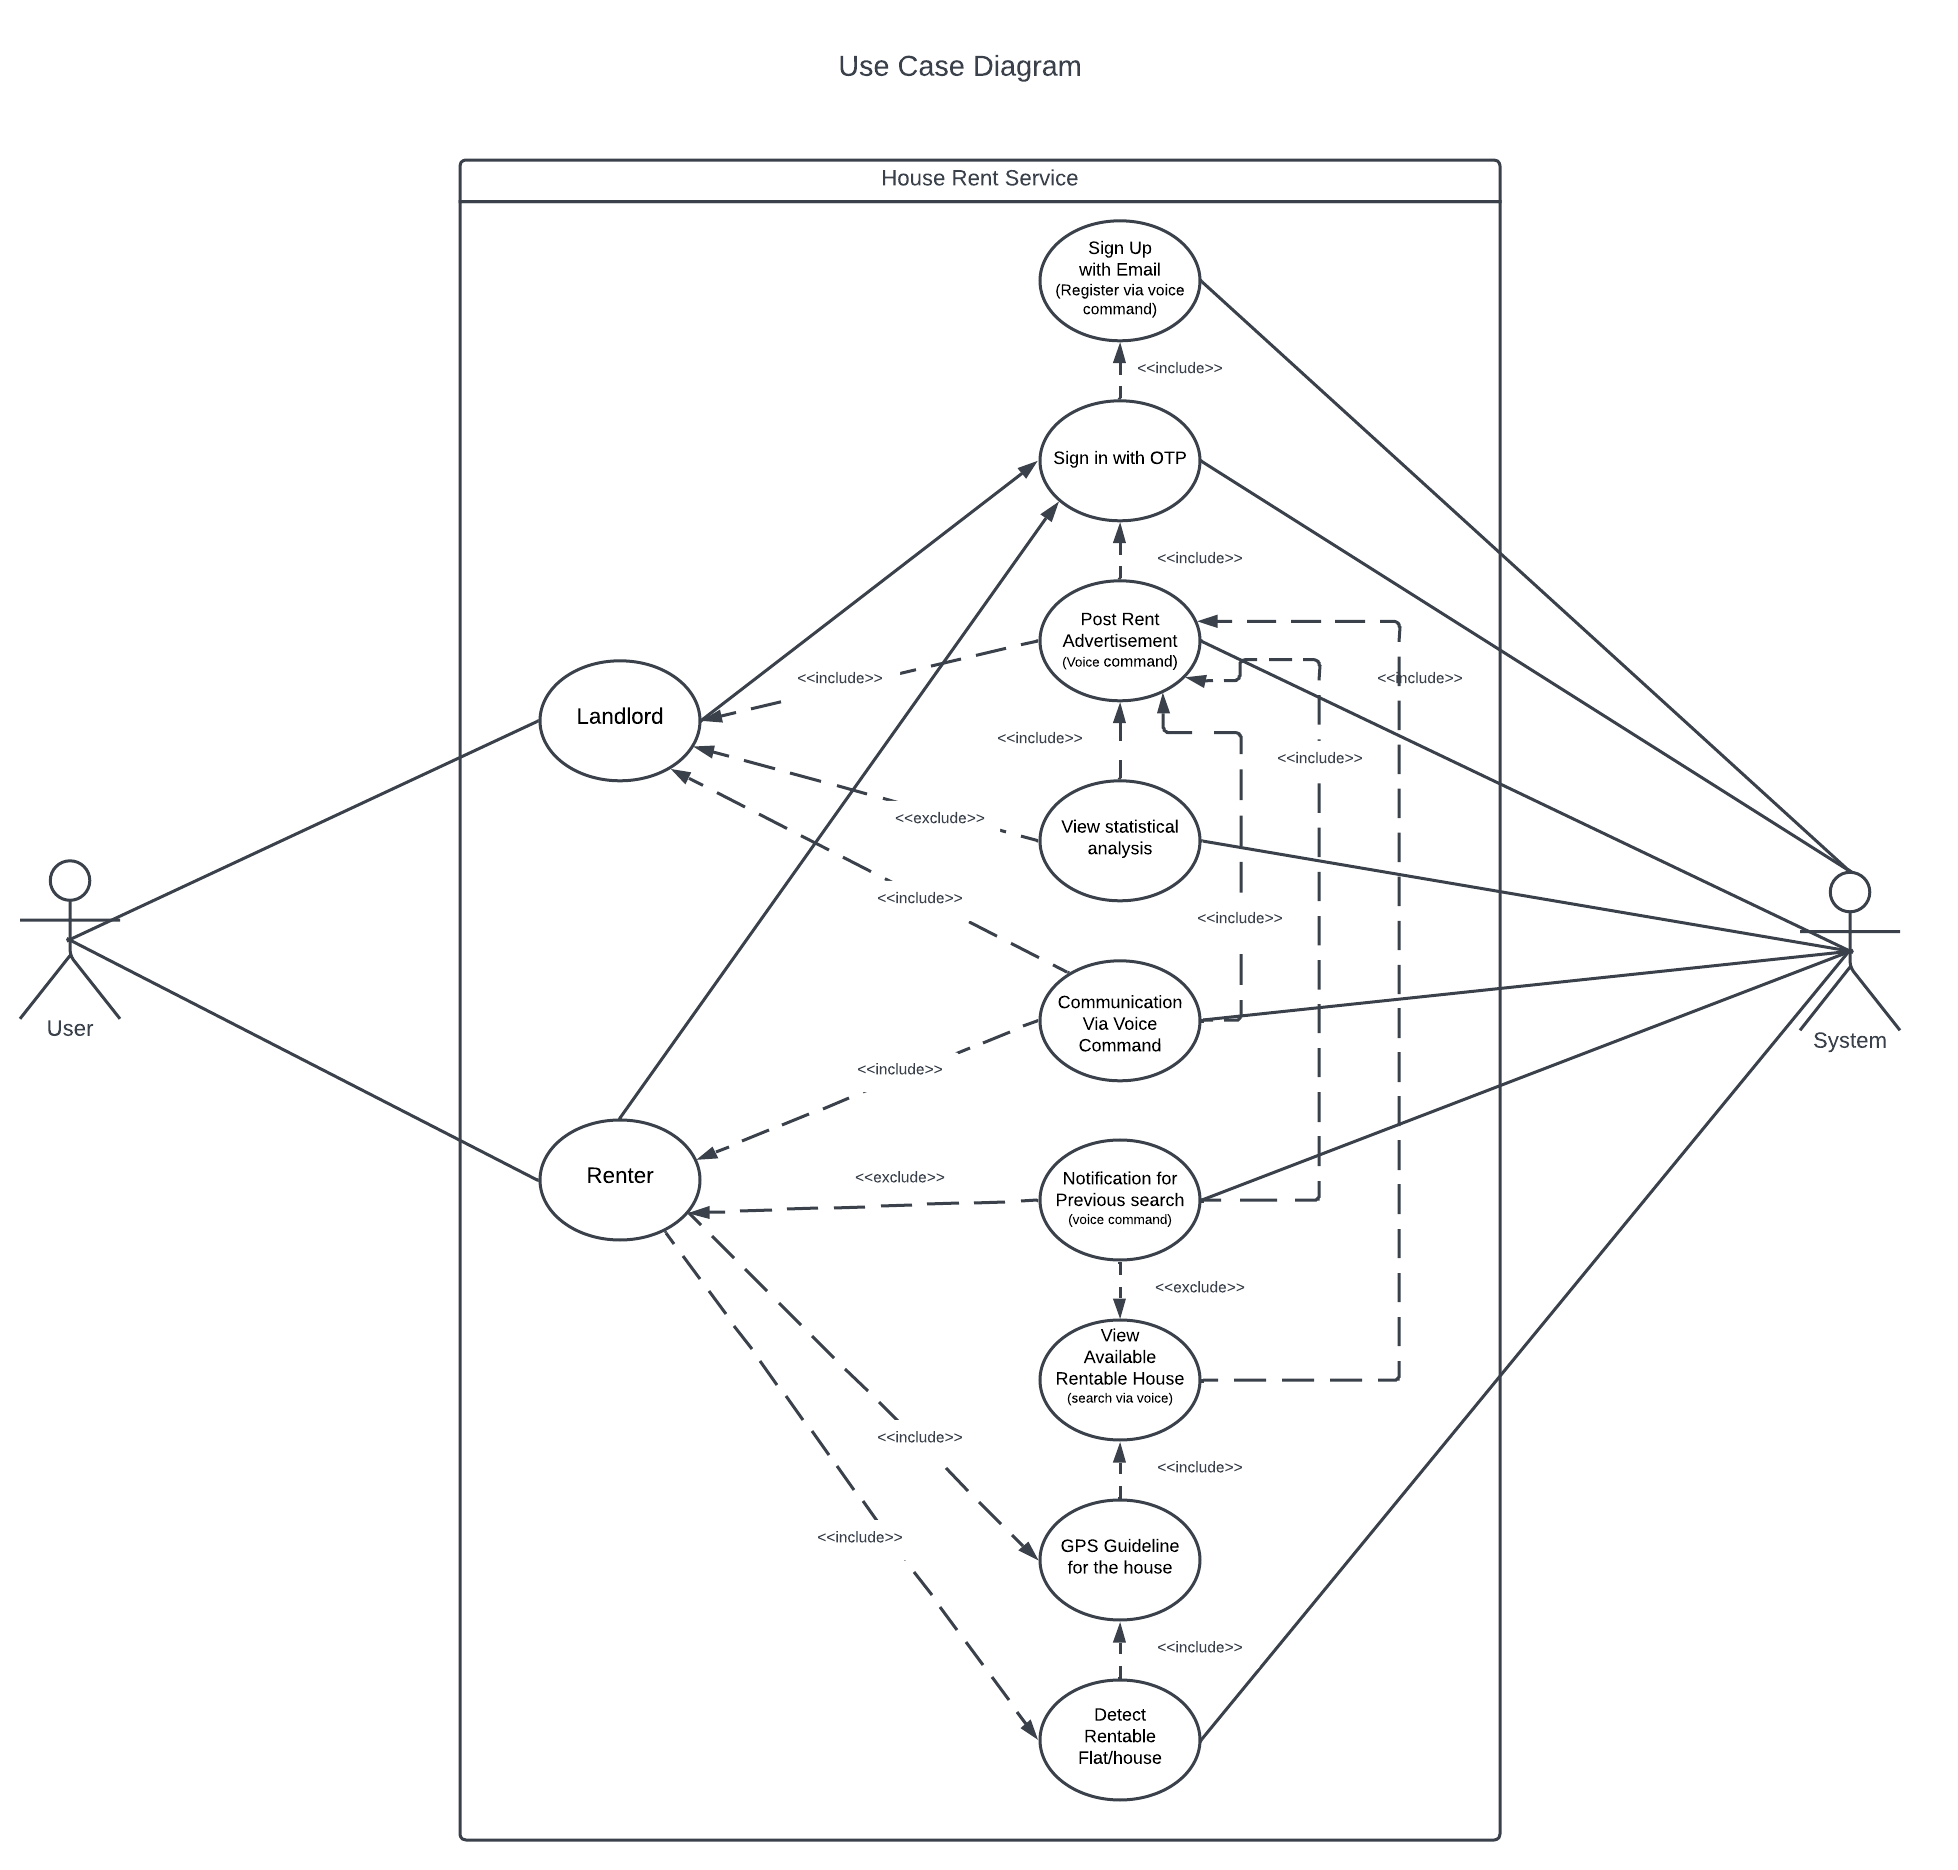 Use Case Diagram
House Rent Service
Sign Up
with Email
(Register via voice
command)
<<include>>
Sign in with OTP
<<include>>
Post Rent
Advertisement
(Voice command)
<<include>>
<<include>>
Landlord
<<include>>
<<include>>
<<exclude>>
View statistical
analysis
<<include>>
<<include>>
Communication
Via Voice
Command
User
System
<<include>>
Renter
<<exclude>>
Notification for
Previous search
(voice command)
<<exclude>>
View
Available
Rentable House
(search via voice)
<<include>>
<<include>>
<<include>>
GPS Guideline
for the house
<<include>>
Detect
Rentable
Flat/house